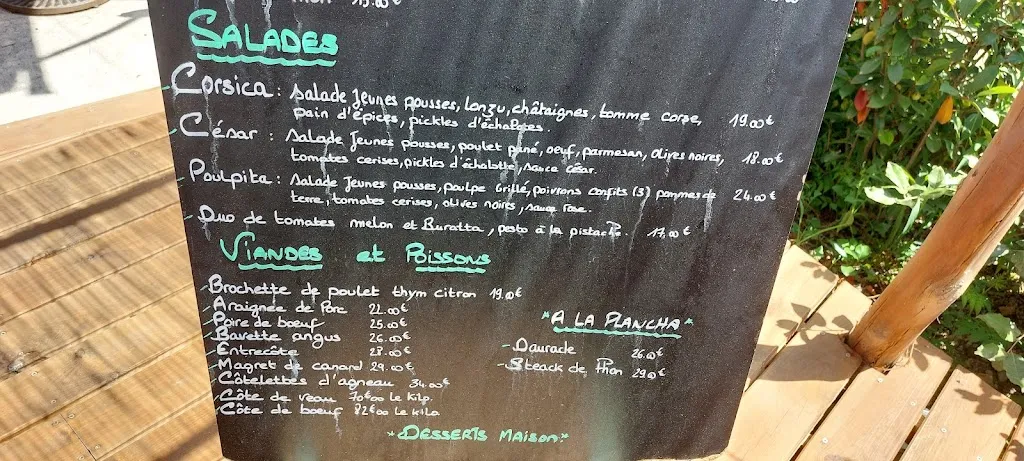 SALADES
Corsica : Salade Jeunes pousses, Lonzu, châtaignes, tomme corse, 19.00€
pain d'épices, pickles d'échalotes.
César : Salade Jeunes pousses, poulet pané, oeuf, parmesan, olives noires, 18.00€
tomates cerises, pickles d'échalotte, sauce césar.
Poulpita : Salade Jeunes pousses, poulpe Grillé, poivrons confits (3) pommes de 24.00€
terre, tomates cerises, olives noires, sauce rose.
Duo de tomates melon et Buratta, pesto à la pistache. 17,00€
VIANDES et POISSONS
Brochette de poulet thym citron 19.00€
Araignée de Porc 22.00€
Poire de boeuf 25.00€
Bavette angus 26.00€
Entrecôte 28.00€
Magret de canard 29.00€
Côtelettes d'agneau 34.00€
Côte de veau 70€00 Le kilo
Côte de boeuf 82€00 Le kilo
*A LA PLANCHA*
- Daurade 26.00€
- Steack de Thon 29.00€
*DESSERTS MAISON*